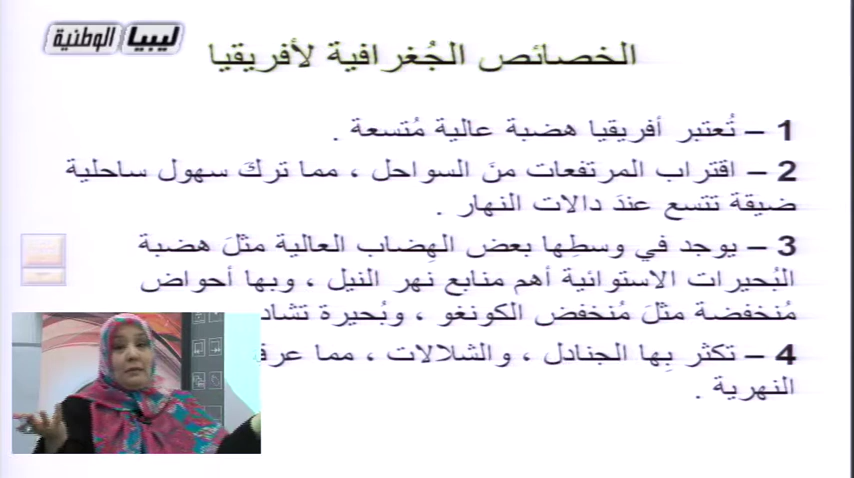 ليبيا الوطنية
الخصائص الجُغرافية لأفريقيا
1 – تُعتبر أفريقيا هضبة عالية مُتسعة .
2 – اقتراب المرتفعات منَ السواحل ، مما تركَ سهول ساحلية
ضيقة تتسع عندَ دالات النهار .
3 – يوجد في وسطِها بعض الهِضاب العالية مثلَ هضبة
البُحيرات الاستوائية أهم منابع نهر النيل ، وبها أحواض
مُنخفضة مثلَ مُنخفض الكونغو ، وبُحيرة تشاد
4 – تكثر بِها الجنادل ، والشلالات ، مما
النهرية .